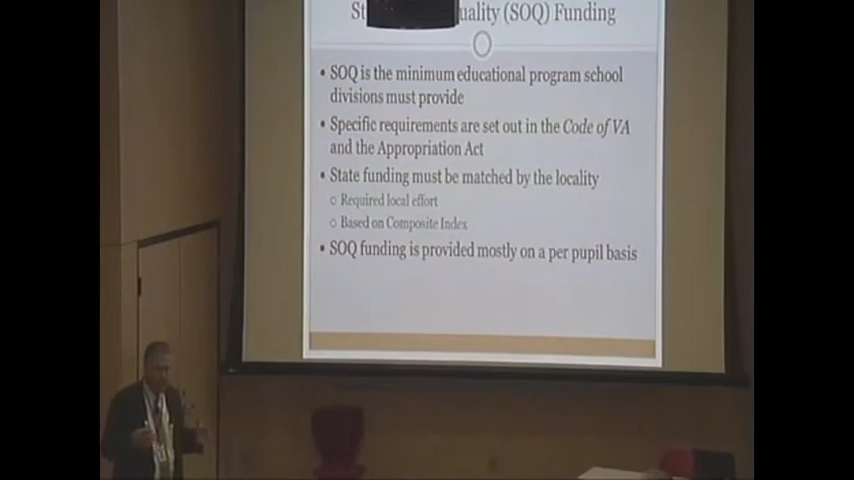 St uality (SOQ) Funding
• SOQ is the minimum educational program school
divisions must provide
• Specific requirements are set out in the Code of VA
and the Appropriation Act
• State funding must be matched by the locality
o Required local effort
o Based on Composite Index
• SOQ funding is provided mostly on a per pupil basis